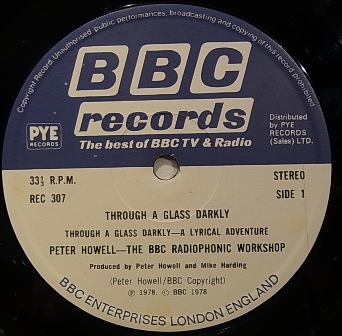 Copyright Record. Unauthorised public performances, broadcasting and copying of this record prohibited
BBC
records
The best of BBC TV & Radio
PYE
RECORDS
Distributed
by PYE
RECORDS
(Sales) LTD.
33⅓ R.P.M.
REC 307
STEREO
SIDE 1
THROUGH A GLASS DARKLY
THROUGH A GLASS DARKLY—A LYRICAL ADVENTURE
PETER HOWELL—THE BBC RADIOPHONIC WORKSHOP
Produced by Peter Howell and Mike Harding
(Peter Howell/BBC Copyright)
Ⓟ 1978. © BBC 1978
BBC ENTERPRISES LONDON ENGLAND